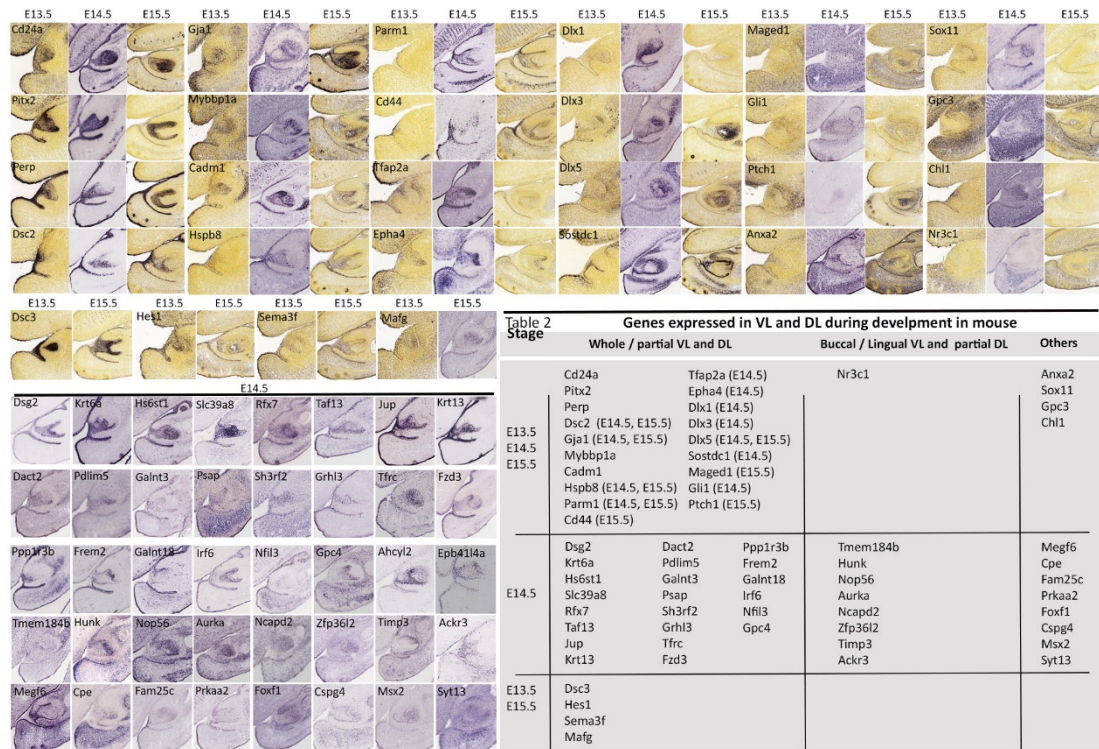 E13.5 E14.5 E15.5 E13.5 E14.5 E15.5 E13.5 E14.5 E15.5 E13.5 E14.5 E15.5 E13.5 E14.5 E15.5 E13.5 E14.5 E15.5
Cd24a Gja1 Parm1 Dlx1 Maged1 Sox11
Pitx2 Mybbp1a Cd44 Dlx3 Gli1 Gpc3
Perp Cadm1 Tfap2a Dlx5 Ptch1 Chl1
Dsc2 Hspb8 Epha4 Sostdc1 Anxa2 Nr3c1
E13.5 E15.5 E13.5 E15.5 E13.5 E15.5 E13.5 E15.5
Dsc3 Hes1 Sema3f Mafg
E14.5
Dsg2 Krt6a Hs6st1 Slc39a8 Rfx7 Taf13 Jup Krt13
Dact2 Pdlim5 Galnt3 Psap Sh3rf2 Grhl3 Tfrc Fzd3
Ppp1r3b Frem2 Galnt18 Irf6 Nfil3 Gpc4 Ahcyl2 Epb41l4a
Tmem184b Hunk Nop56 Aurka Ncapd2 Zfp36l2 Timp3 Ackr3
Megf6 Cpe Fam25c Prkaa2 Foxf1 Cspg4 Msx2 Syt13
Table 2 Genes expressed in VL and DL during develpment in mouse
Stage Whole / partial VL and DL Buccal / Lingual VL and partial DL Others
Cd24a Tfap2a (E14.5) Nr3c1 Anxa2
Pitx2 Epha4 (E14.5) Sox11
Perp Dlx1 (E14.5) Gpc3
Dsc2 (E14.5, E15.5) Dlx3 (E14.5) Chl1
E13.5 Gja1 (E14.5, E15.5) Dlx5 (E14.5, E15.5)
E14.5 Mybbp1a Sostdc1 (E14.5)
E15.5 Cadm1 Maged1 (E15.5)
Hspb8 (E14.5, E15.5) Gli1 (E14.5)
Parm1 (E14.5, E15.5) Ptch1 (E15.5)
Cd44 (E15.5)
Dsg2 Dact2 Ppp1r3b Tmem184b Megf6
Krt6a Pdlim5 Frem2 Hunk Cpe
Hs6st1 Galnt3 Galnt18 Nop56 Fam25c
E14.5 Slc39a8 Psap Irf6 Aurka Prkaa2
Rfx7 Sh3rf2 Nfil3 Ncapd2 Foxf1
Taf13 Grhl3 Gpc4 Zfp36l2 Cspg4
Jup Tfrc Timp3 Msx2
Krt13 Fzd3 Ackr3 Syt13
E13.5 Dsc3
E15.5 Hes1
Sema3f
Mafg